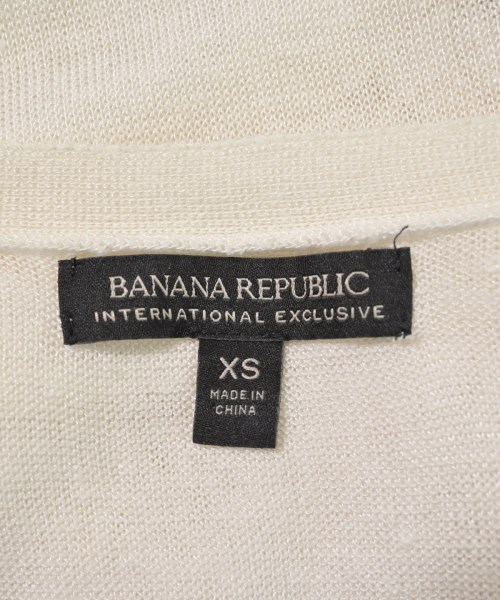 BANANA REPUBLIC
INTERNATIONAL EXCLUSIVE
XS
MADE IN
CHINA